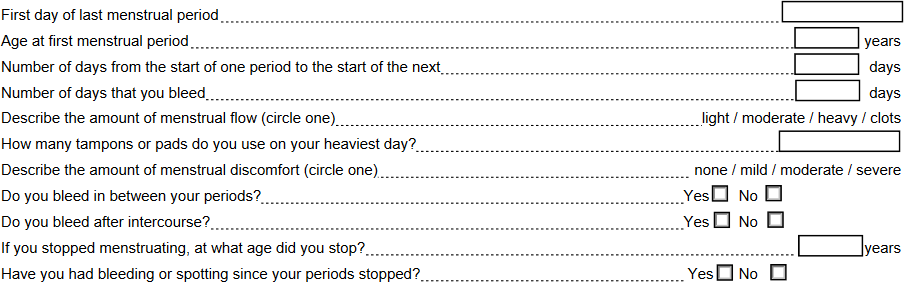 First day of last menstrual period
Age at first menstrual period years
Number of days from the start of one period to the start of the next days
Number of days that you bleed days
Describe the amount of menstrual flow (circle one) light / moderate / heavy / clots
How many tampons or pads do you use on your heaviest day?
Describe the amount of menstrual discomfort (circle one) none / mild / moderate / severe
Do you bleed in between your periods? Yes No
Do you bleed after intercourse? Yes No
If you stopped menstruating, at what age did you stop? years
Have you had bleeding or spotting since your periods stopped? Yes No